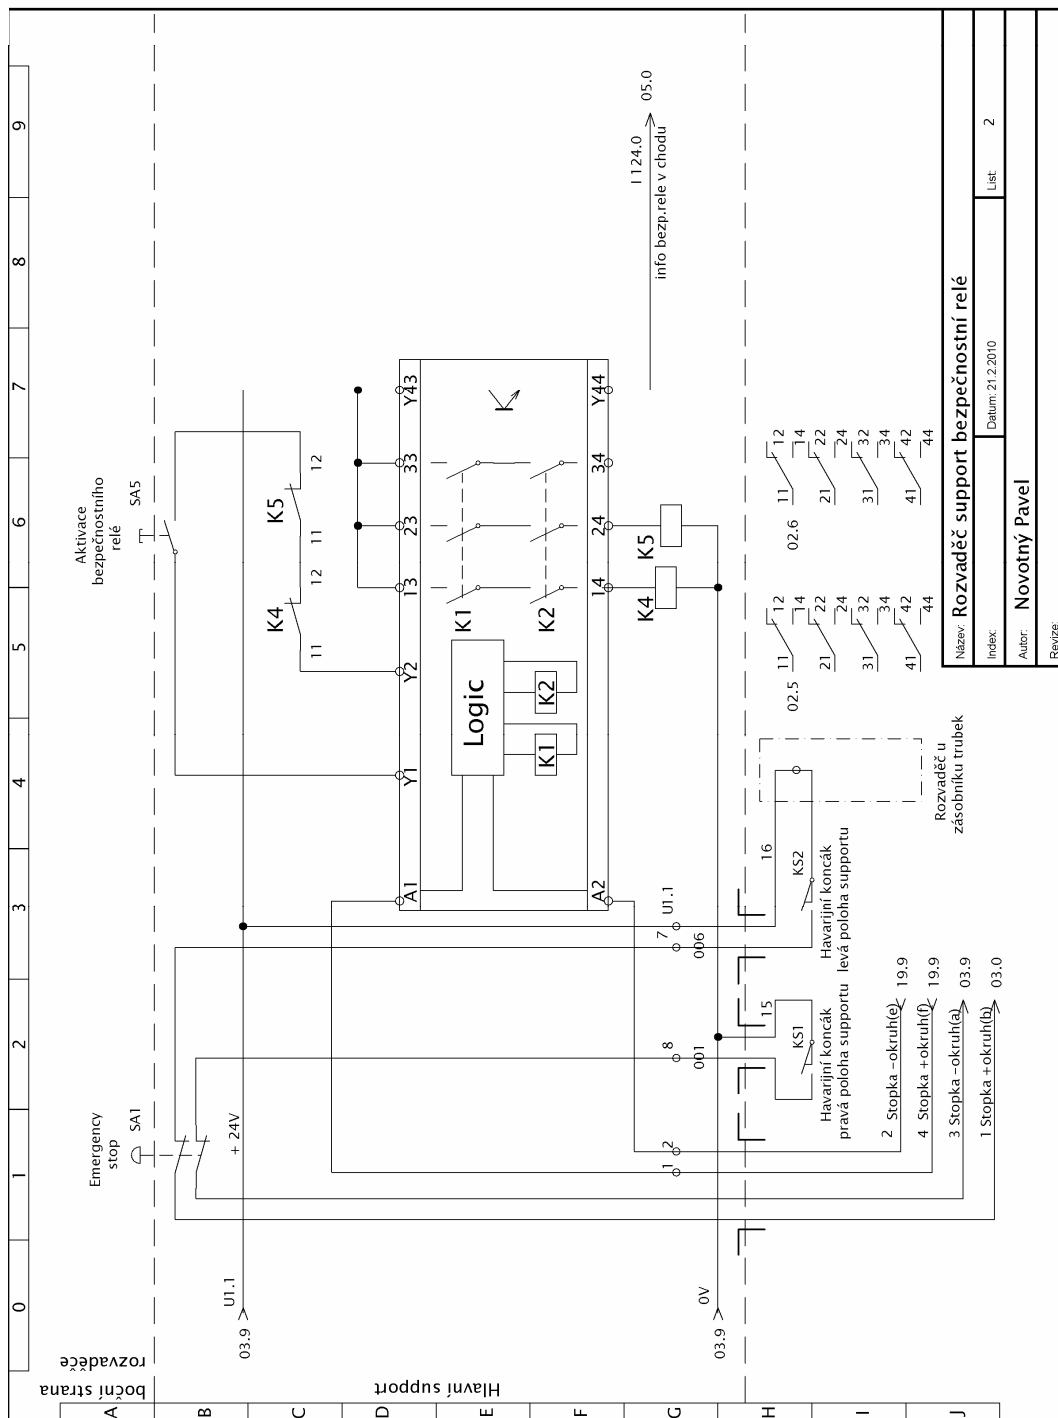 0 1 2 3 4 5 6 7 8 9
boční strana
rozvaděče
Hlavní support
A
B
C
D
E
F
G
H
I
J
Emergency
stop
SA1
Aktivace
bezpečnostního
relé
SA5
U1.1
03.9
+ 24V
K4
11
12
K5
11
12
A1
Y1
Y2
13
23
33
Y43
Logic
K1
K2
K1
K2
A2
14
24
34
Y44
K4
K5
I 124.0
05.0
info bezp.rele v chodu
0V
03.9
1
2
8
001
7
006
U1.1
15
KS1
Havarijní koncák
pravá poloha supportu
16
KS2
Havarijní koncák
levá poloha supportu
Rozvaděč u
zásobníku trubek
2 Stopka -okruh(e) 19.9
4 Stopka +okruh(f) 19.9
3 Stopka -okruh(a) 03.9
1 Stopka +okruh(b) 03.0
02.5
11 12
14
21 22
24
31 32
34
41 42
44
02.6
11 12
14
21 22
24
31 32
34
41 42
44
Název: Rozvaděč support bezpečnostní relé
Index:
Datum: 21.2.2010
List: 2
Autor: Novotný Pavel
Revize: